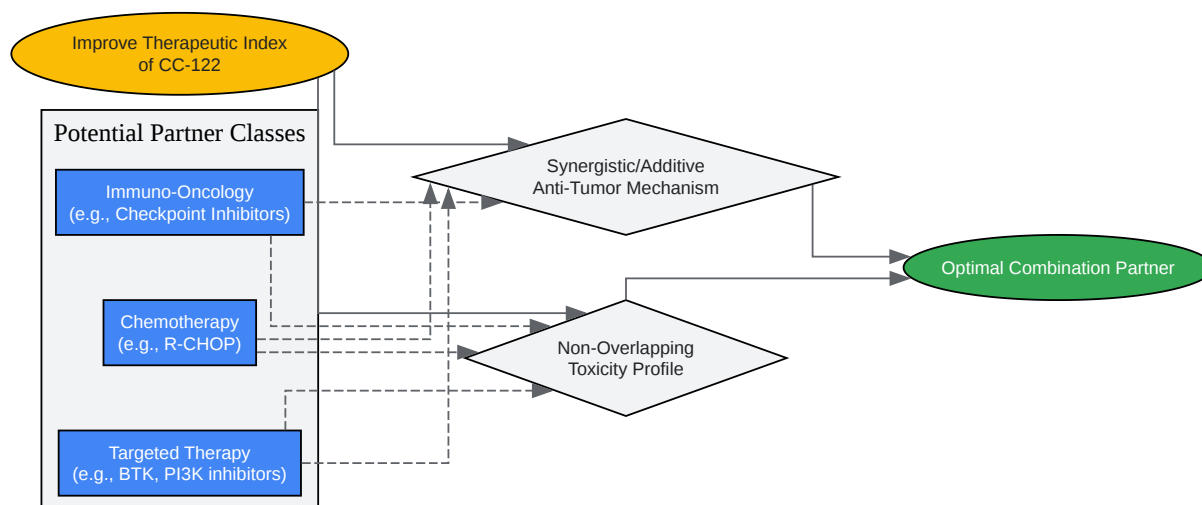 Improve Therapeutic Index
of CC-122
Potential Partner Classes
Immuno-Oncology
(e.g., Checkpoint Inhibitors)
Chemotherapy
(e.g., R-CHOP)
Targeted Therapy
(e.g., BTK, PI3K inhibitors)
Synergistic/Additive
Anti-Tumor Mechanism
Non-Overlapping
Toxicity Profile
Optimal Combination Partner